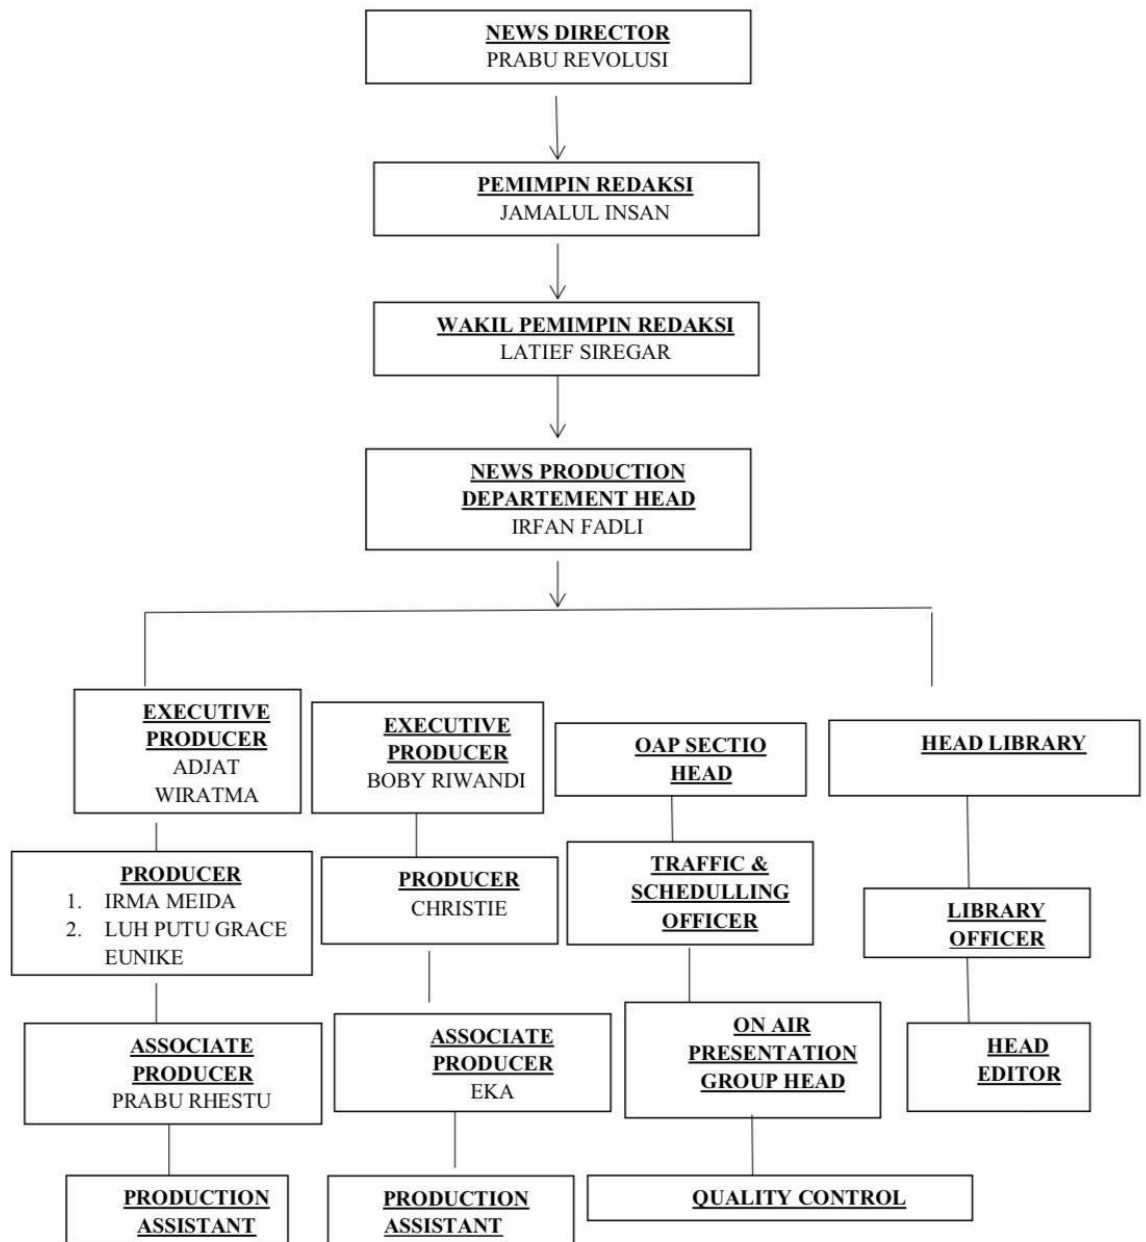 NEWS DIRECTOR
PRABU REVOLUSI
PEMIMPIN REDAKSI
JAMALUL INSAN
WAKIL PEMIMPIN REDAKSI
LATIEF SIREGAR
NEWS PRODUCTION
DEPARTEMENT HEAD
IRFAN FADLI
EXECUTIVE
PRODUCER
ADJAT
WIRATMA
EXECUTIVE
PRODUCER
BOBY RIWANDI
OAP SECTIO
HEAD
HEAD LIBRARY
PRODUCER
1. IRMA MEIDA
2. LUH PUTU GRACE
EUNIKE
PRODUCER
CHRISTIE
TRAFFIC &
SCHEDULLING
OFFICER
LIBRARY
OFFICER
ASSOCIATE
PRODUCER
PRABU RHESTU
ASSOCIATE
PRODUCER
EKA
ON AIR
PRESENTATION
GROUP HEAD
HEAD
EDITOR
PRODUCTION
ASSISTANT
PRODUCTION
ASSISTANT
QUALITY CONTROL